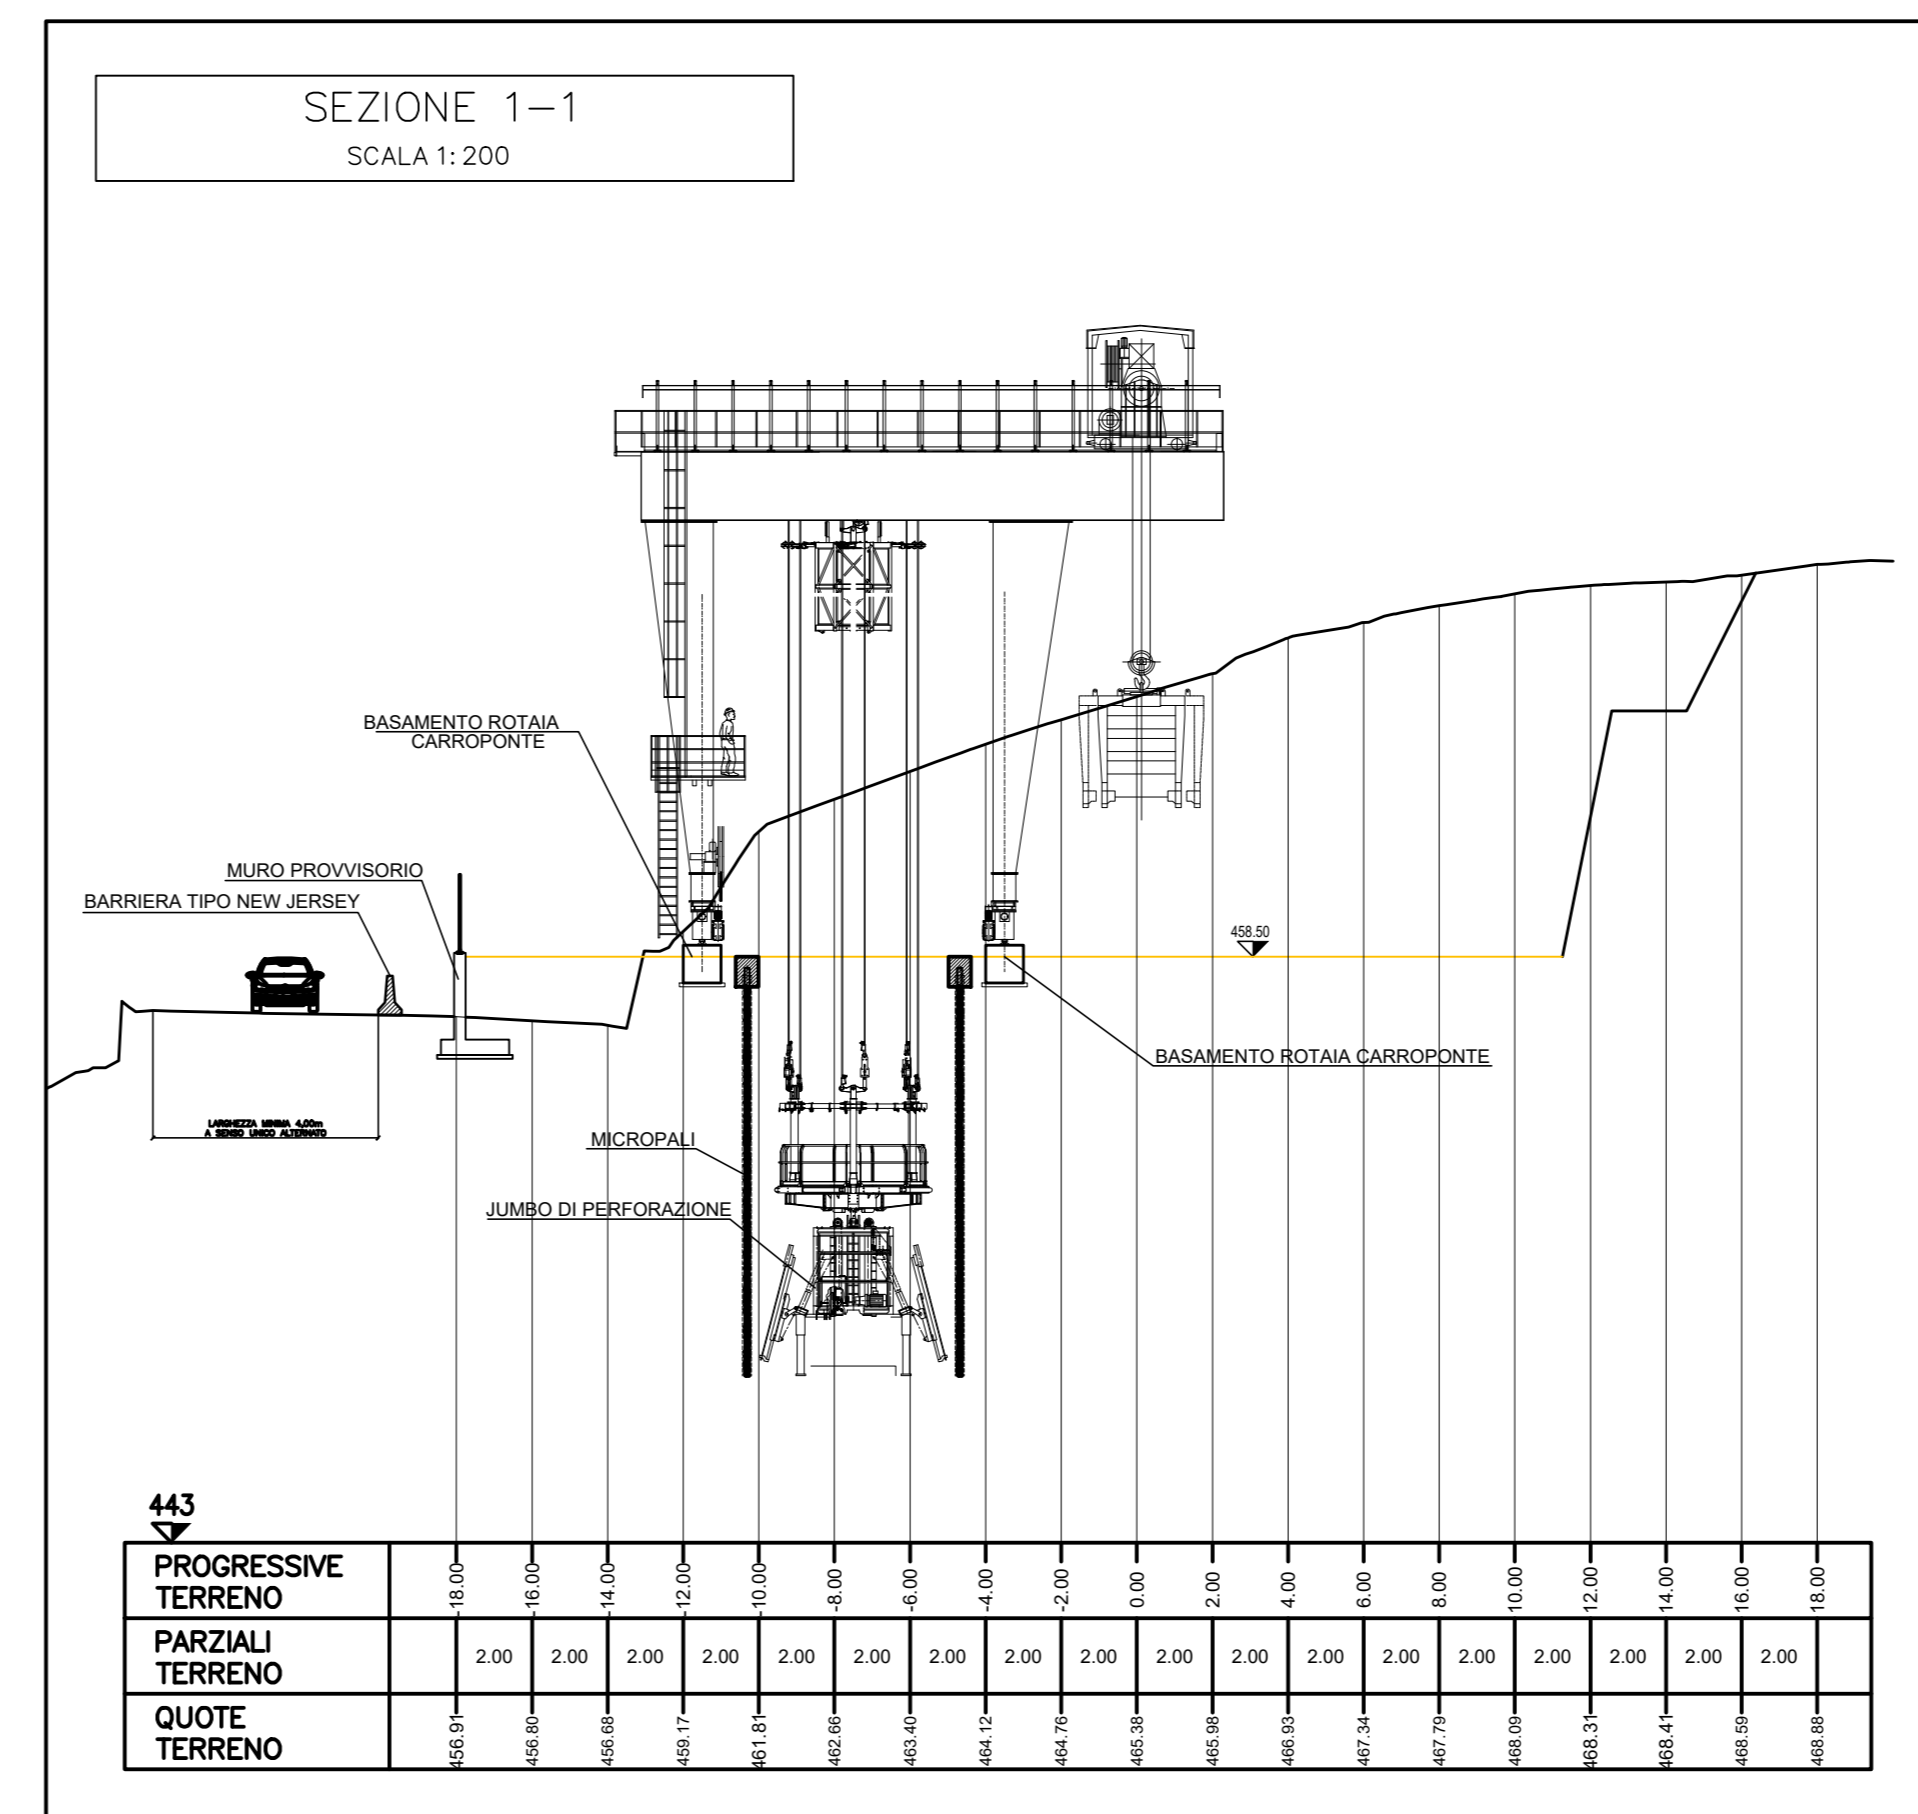 SEZIONE 1-1
SCALA 1:200
BASAMENTO ROTAIA
CARROPONTE
MURO PROVVISORIO
BARRIERA TIPO NEW JERSEY
458.50
BASAMENTO ROTAIA CARROPONTE
LARGHEZZA MINIMA 4,00m
A SENSO UNICO ALTERNATO
MICROPALI
JUMBO DI PERFORAZIONE
443
PROGRESSIVE
TERRENO
-18.00 -16.00 -14.00 -12.00 -10.00 -8.00 -6.00 -4.00 -2.00 0.00 2.00 4.00 6.00 8.00 10.00 12.00 14.00 16.00 18.00
PARZIALI
TERRENO
2.00 2.00 2.00 2.00 2.00 2.00 2.00 2.00 2.00 2.00 2.00 2.00 2.00 2.00 2.00 2.00 2.00 2.00
QUOTE
TERRENO
456.91 456.80 456.68 459.17 461.81 462.66 463.40 464.12 464.76 465.38 465.98 466.93 467.34 467.79 468.09 468.31 468.41 468.59 468.88